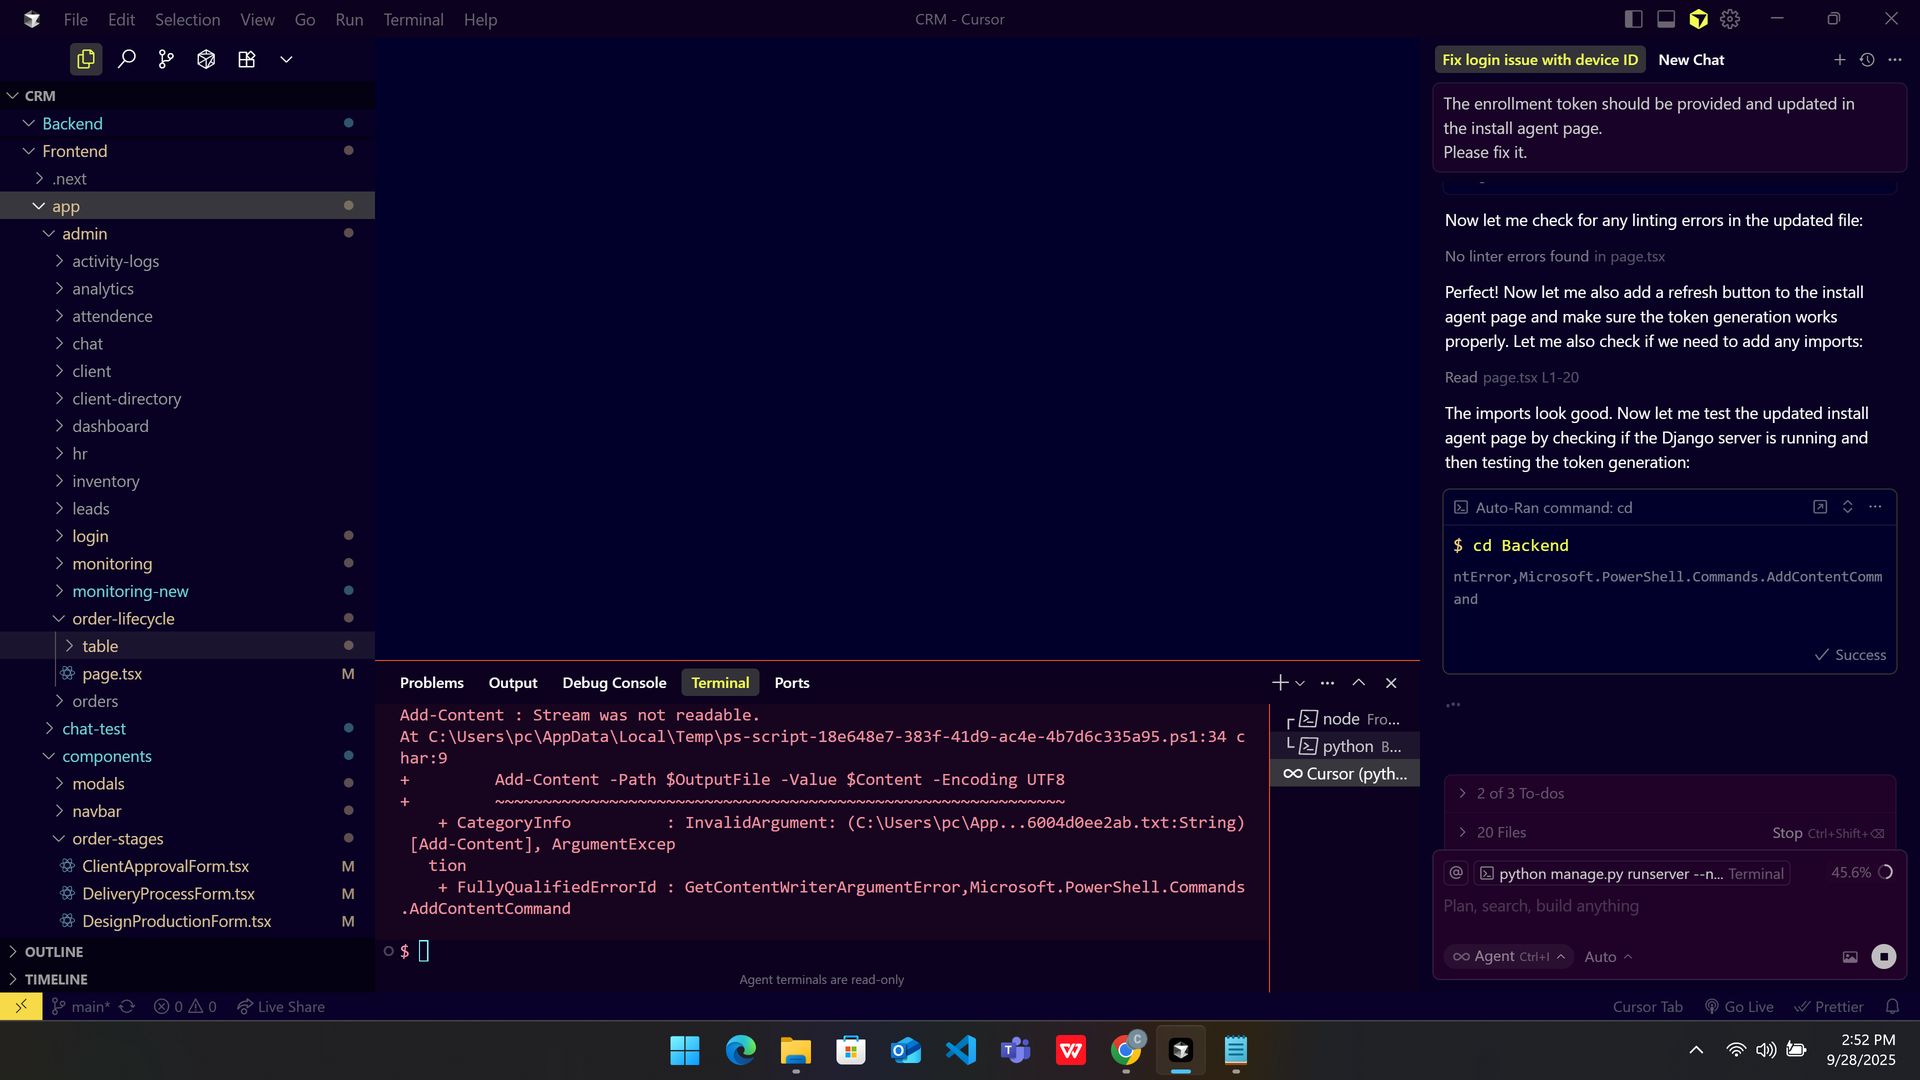 File Edit Selection View Go Run Terminal Help
CRM - Cursor
CRM
Backend
Frontend
.next
app
admin
activity-logs
analytics
attendence
chat
client
client-directory
dashboard
hr
inventory
leads
login
monitoring
monitoring-new
order-lifecycle
table
page.tsx M
orders
chat-test
components
modals
navbar
order-stages
ClientApprovalForm.tsx M
DeliveryProcessForm.tsx M
DesignProductionForm.tsx M
OUTLINE
TIMELINE
Problems Output Debug Console Terminal Ports
Add-Content : Stream was not readable.
At C:\Users\pc\AppData\Local\Temp\ps-script-18e648e7-383f-41d9-ac4e-4b7d6c335a95.ps1:34 c
har:9
+         Add-Content -Path $OutputFile -Value $Content -Encoding UTF8
+         ~~~~~~~~~~~~~~~~~~~~~~~~~~~~~~~~~~~~~~~~~~~~~~~~~~~~~~~~~~~~
    + CategoryInfo          : InvalidArgument: (C:\Users\pc\App...6004d0ee2ab.txt:String)
 [Add-Content], ArgumentExcep
   tion
    + FullyQualifiedErrorId : GetContentWriterArgumentError,Microsoft.PowerShell.Commands
.AddContentCommand
$
Agent terminals are read-only
node Fro...
python B...
Cursor (pyth...
Fix login issue with device ID New Chat
The enrollment token should be provided and updated in
the install agent page.
Please fix it.
Now let me check for any linting errors in the updated file:
No linter errors found in page.tsx
Perfect! Now let me also add a refresh button to the install
agent page and make sure the token generation works
properly. Let me also check if we need to add any imports:
Read page.tsx L1-20
The imports look good. Now let me test the updated install
agent page by checking if the Django server is running and
then testing the token generation:
Auto-Ran command: cd
$ cd Backend
ntError,Microsoft.PowerShell.Commands.AddContentComm
and
Success
2 of 3 To-dos
20 Files Stop Ctrl+Shift+⌫
@ python manage.py runserver --n... Terminal 45.6%
Plan, search, build anything
Agent Ctrl+I Auto
main* 0 0 Live Share
Cursor Tab Go Live Prettier
2:52 PM
9/28/2025